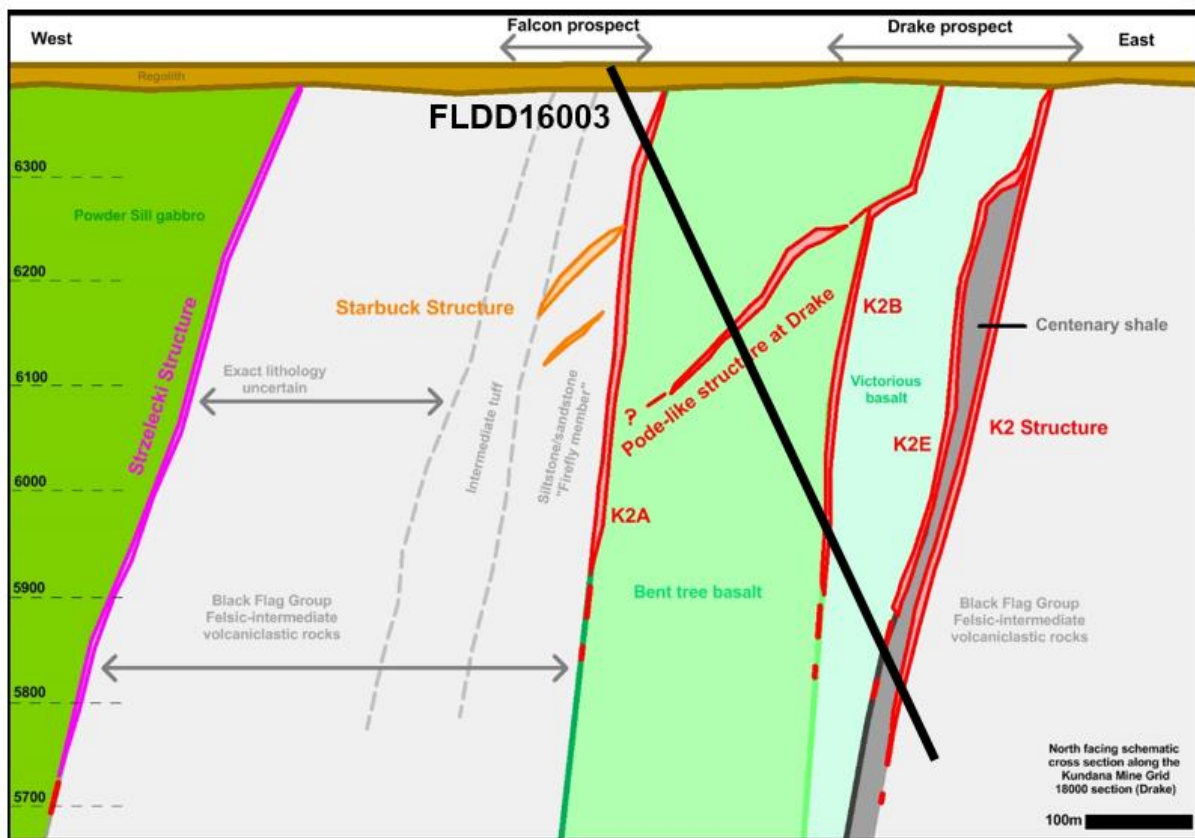 West
Falcon prospect
Drake prospect
East
Regolith
FLDD16003
6300
Powder Sill gabbro
6200
Starbuck Structure
Strzelecki Structure
K2B
Centenary shale
6100
Exact lithology
uncertain
Intermediate tuff
Siltstone/sandstone
"Firefly member"
?
Pode-like structure at Drake
Victorious
basalt
K2E
K2 Structure
6000
K2A
5900
Black Flag Group
Felsic-intermediate
volcaniclastic rocks
Bent tree basalt
Black Flag Group
Felsic-intermediate
volcaniclastic rocks
5800
5700
North facing schematic
cross section along the
Kundana Mine Grid
18000 section (Drake)
100m